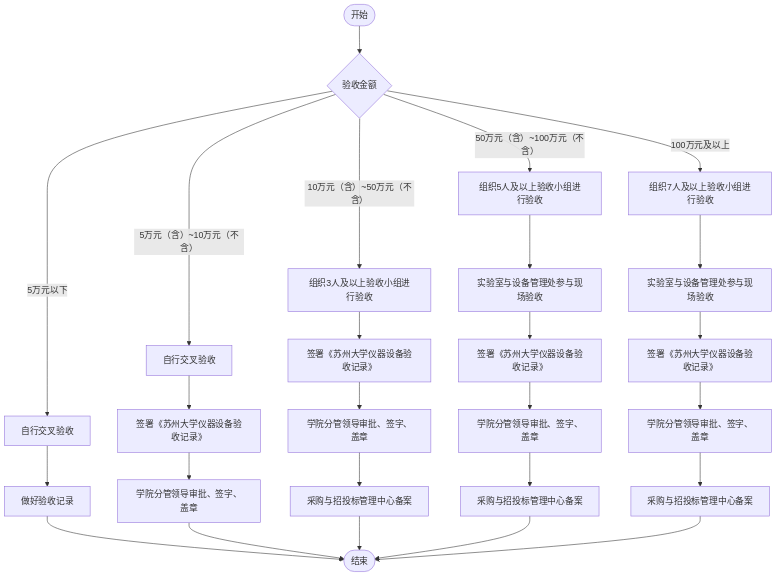 开始
验收金额
50万元（含）~100万元（不
含）
100万元及以上
10万元（含）~50万元（不
含）
5万元（含）~10万元（不
含）
5万元以下
组织5人及以上验收小组进
行验收
组织7人及以上验收小组进
行验收
组织3人及以上验收小组进
行验收
实验室与设备管理处参与现
场验收
实验室与设备管理处参与现
场验收
自行交叉验收
签署《苏州大学仪器设备验
收记录》
签署《苏州大学仪器设备验
收记录》
签署《苏州大学仪器设备验
收记录》
自行交叉验收
签署《苏州大学仪器设备验
收记录》
学院分管领导审批、签字、
盖章
学院分管领导审批、签字、
盖章
学院分管领导审批、签字、
盖章
做好验收记录
学院分管领导审批、签字、
盖章
采购与招投标管理中心备案
采购与招投标管理中心备案
采购与招投标管理中心备案
结束